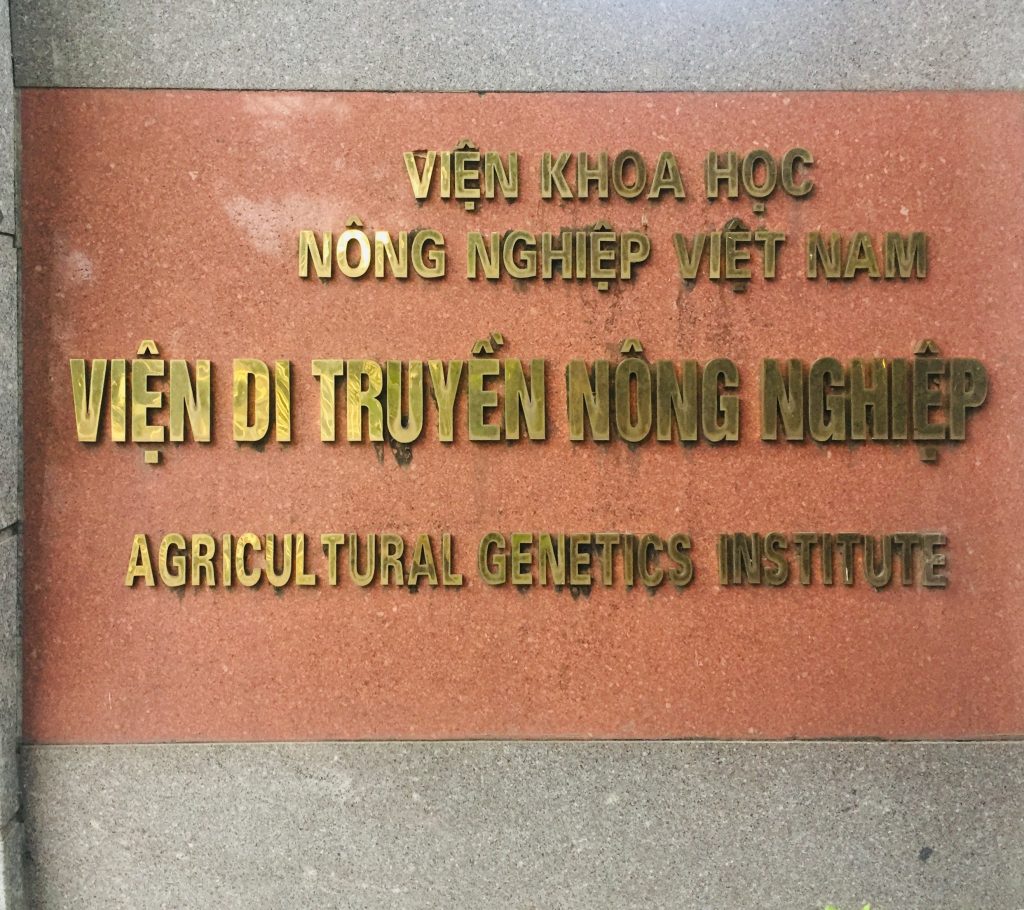 VIỆN KHOA HỌC
NÔNG NGHIỆP VIỆT NAM
VIỆN DI TRUYỀN NÔNG NGHIỆP
AGRICULTURAL GENETICS INSTITUTE